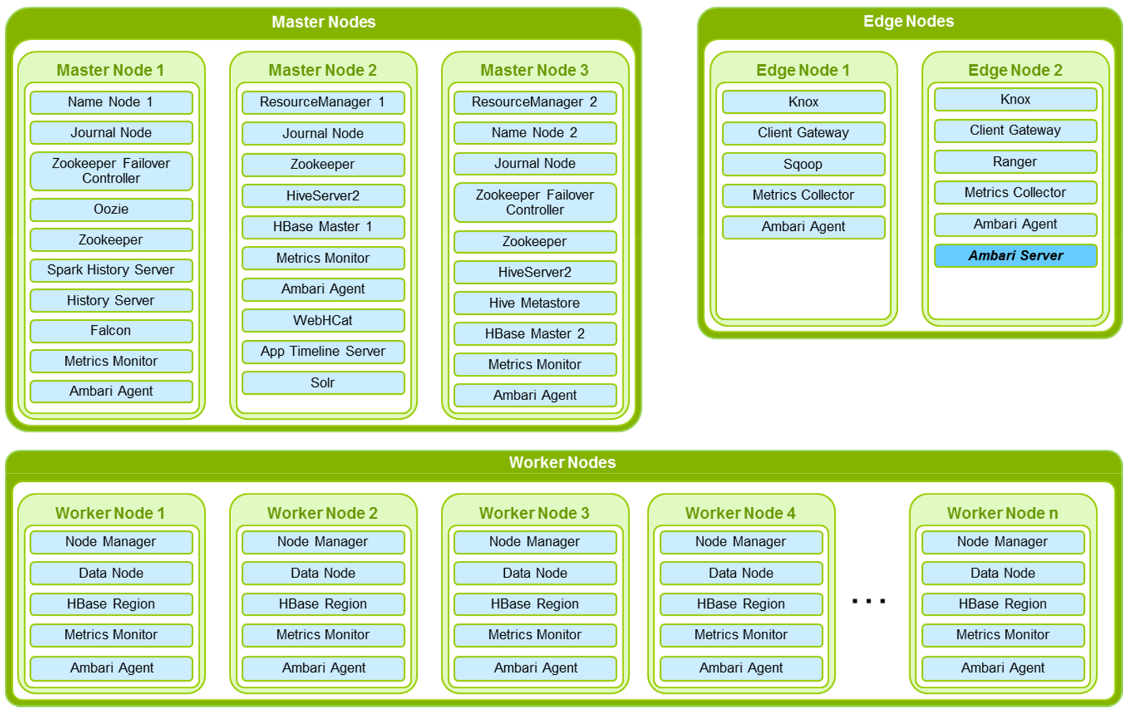 Master Nodes
Master Node 1
Name Node 1
Journal Node
Zookeeper Failover
Controller
Oozie
Zookeeper
Spark History Server
History Server
Falcon
Metrics Monitor
Ambari Agent
Master Node 2
ResourceManager 1
Journal Node
Zookeeper
HiveServer2
HBase Master 1
Metrics Monitor
Ambari Agent
WebHCat
App Timeline Server
Solr
Master Node 3
ResourceManager 2
Name Node 2
Journal Node
Zookeeper Failover
Controller
Zookeeper
HiveServer2
Hive Metastore
HBase Master 2
Metrics Monitor
Ambari Agent
Edge Nodes
Edge Node 1
Knox
Client Gateway
Sqoop
Metrics Collector
Ambari Agent
Edge Node 2
Knox
Client Gateway
Ranger
Metrics Collector
Ambari Agent
Ambari Server
Worker Nodes
Worker Node 1
Node Manager
Data Node
HBase Region
Metrics Monitor
Ambari Agent
Worker Node 2
Node Manager
Data Node
HBase Region
Metrics Monitor
Ambari Agent
Worker Node 3
Node Manager
Data Node
HBase Region
Metrics Monitor
Ambari Agent
Worker Node 4
Node Manager
Data Node
HBase Region
Metrics Monitor
Ambari Agent
...
Worker Node n
Node Manager
Data Node
HBase Region
Metrics Monitor
Ambari Agent